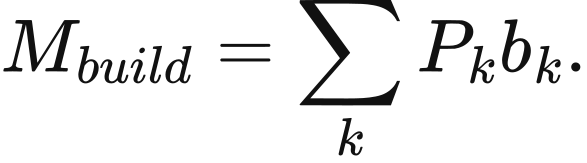 M_{build} = \sum_{k} P_k b_k.